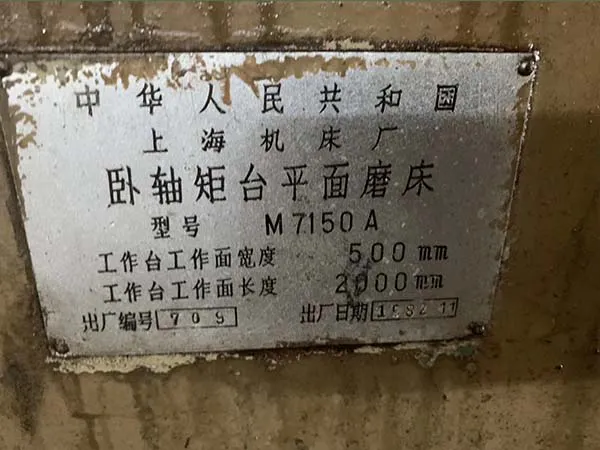 中华人民共和国
上海机床厂
卧轴矩台平面磨床
型号 M7150A
工作台工作面宽度 500mm
工作台工作面长度 2000mm
出厂编号 709 出厂日期 1982 11